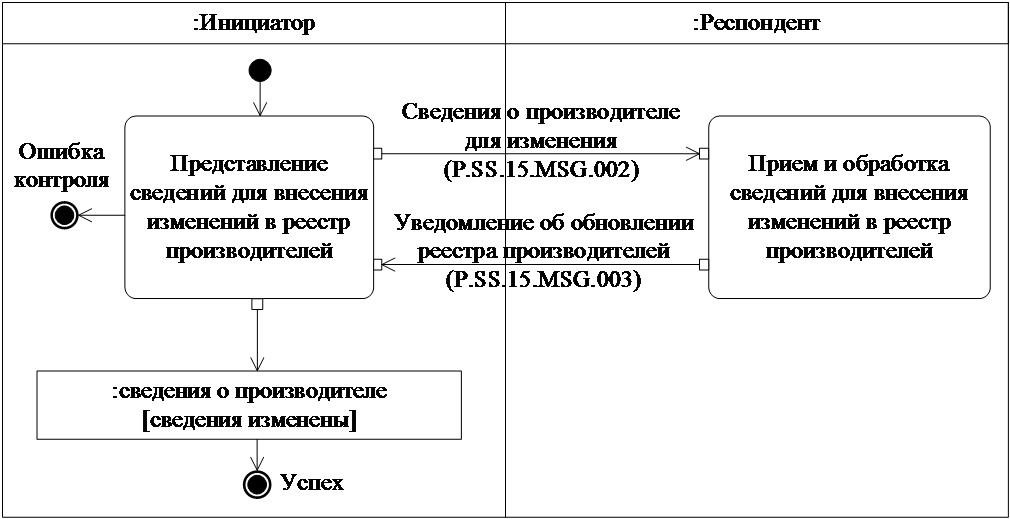 :Инициатор
:Респондент
Ошибка
контроля
Представление
сведений для внесения
изменений в реестр
производителей
Сведения о производителе
для изменения
(P.SS.15.MSG.002)
Уведомление об обновлении
реестра производителей
(P.SS.15.MSG.003)
Прием и обработка
сведений для внесения
изменений в реестр
производителей
:сведения о производителе
[сведения изменены]
Успех